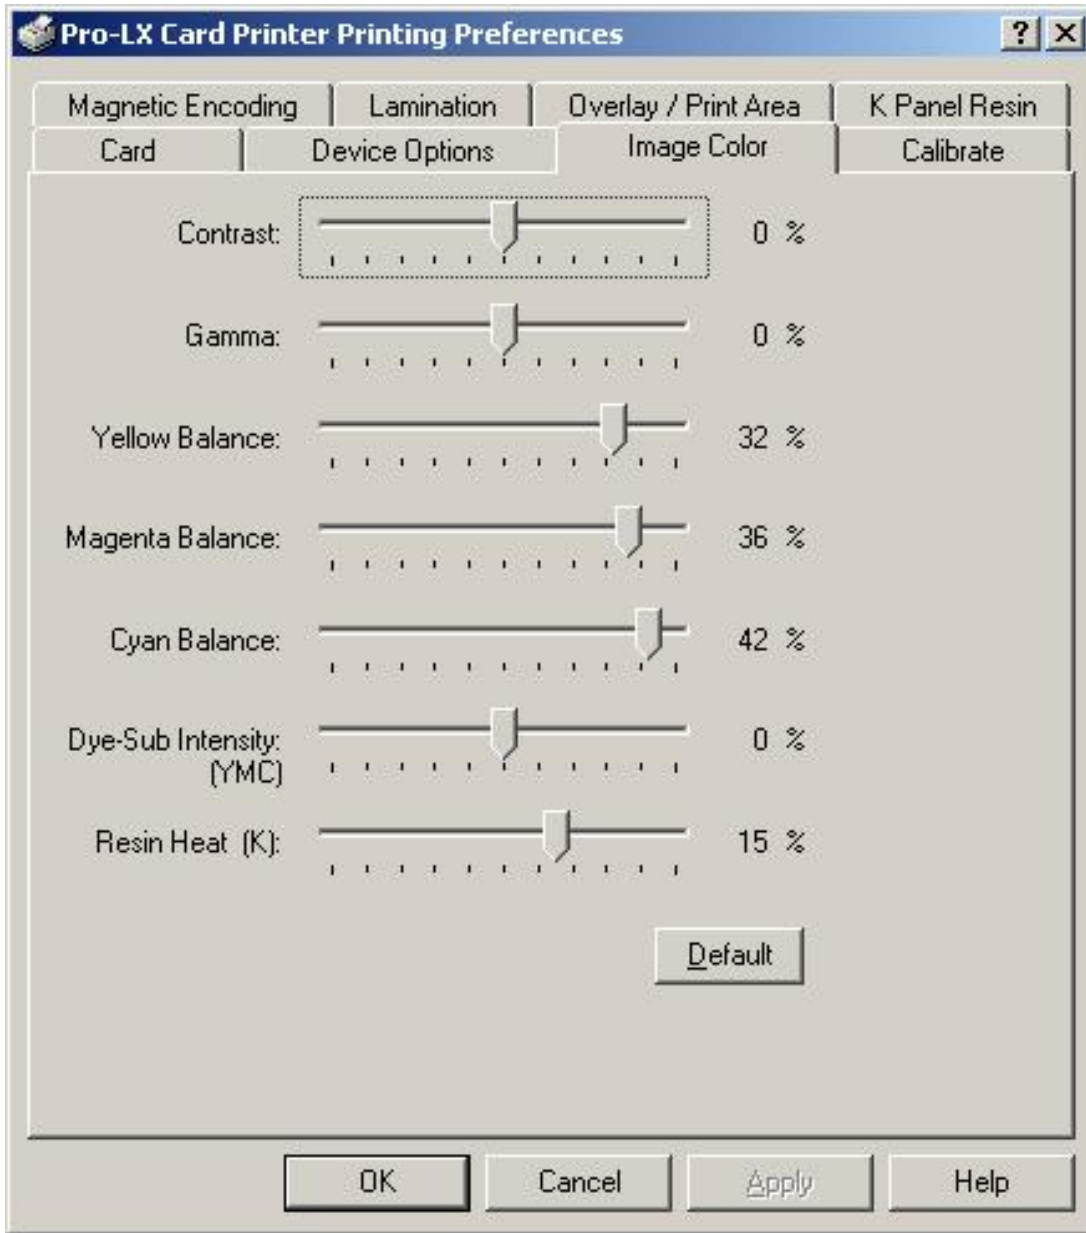 Pro-LX Card Printer Printing Preferences
Magnetic Encoding Lamination Overlay / Print Area K Panel Resin
Card Device Options Image Color Calibrate
Contrast: 0 %
Gamma: 0 %
Yellow Balance: 32 %
Magenta Balance: 36 %
Cyan Balance: 42 %
Dye-Sub Intensity: 0 %
(YMC)
Resin Heat (K): 15 %
Default
OK Cancel Apply Help